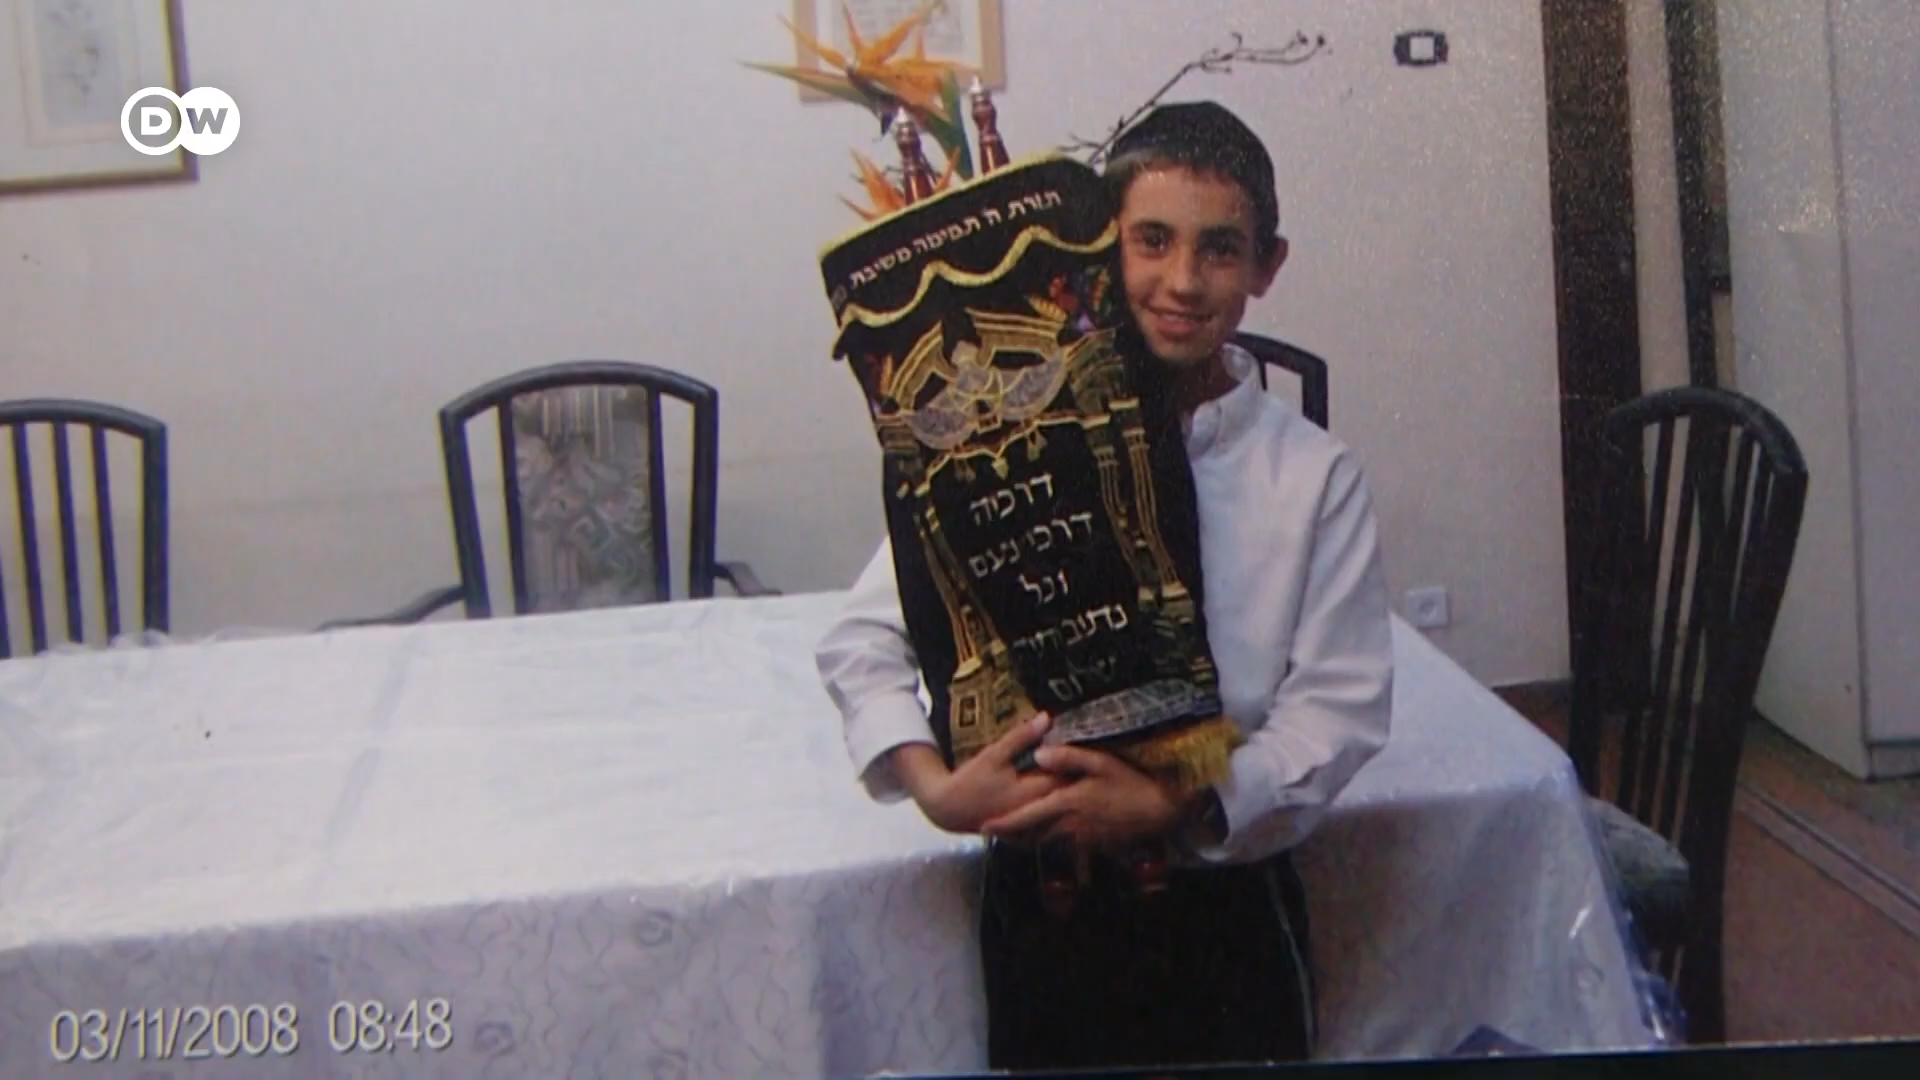 DW
תורת ה תמימה משיבת
דרכיה
דרכי נעם
וכל
נתיבותיה
שלום
03/11/2008 08:48